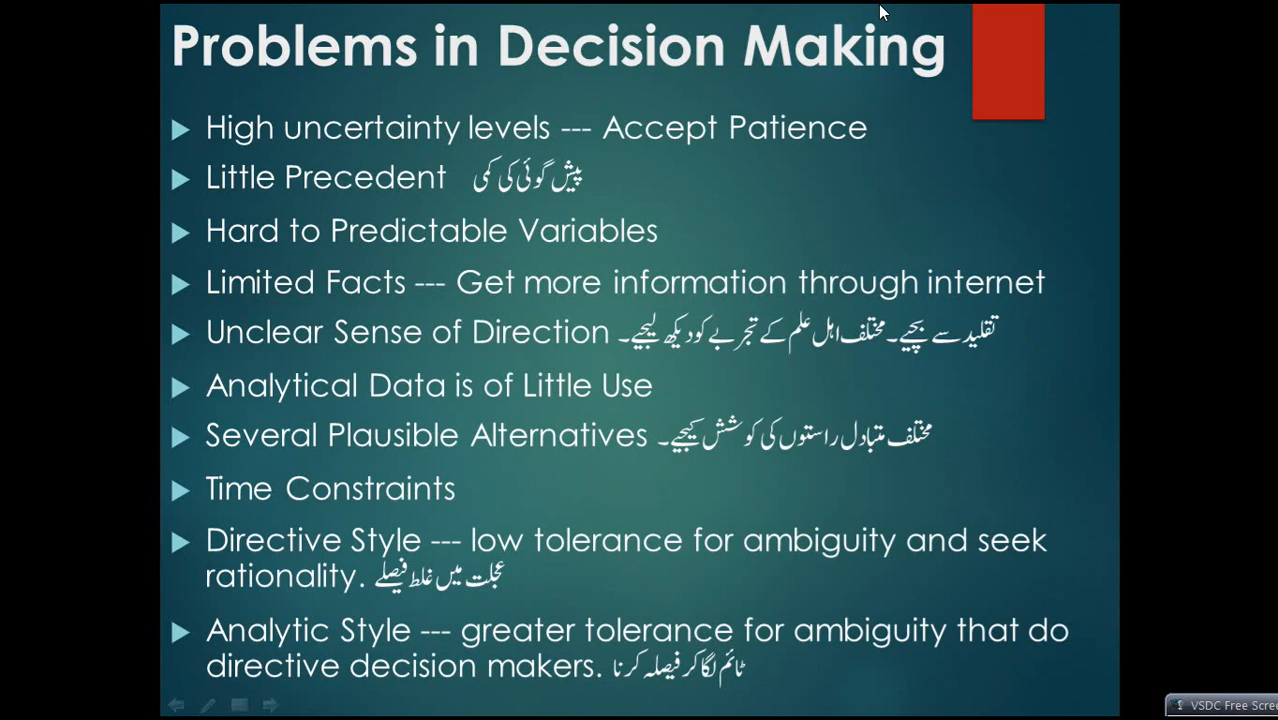 Problems in Decision Making
High uncertainty levels --- Accept Patience
Little Precedent پیش گوئی کی کمی
Hard to Predictable Variables
Limited Facts --- Get more information through internet
Unclear Sense of Direction تقلید سے بچیے۔ مختلف اہل علم کے تجربے کو دیکھ لیجیے۔
Analytical Data is of Little Use
Several Plausible Alternatives مختلف متبادل راستوں کی کوشش کیجیے۔
Time Constraints
Directive Style --- low tolerance for ambiguity and seek
rationality. عجلت میں غلط فیصلے
Analytic Style --- greater tolerance for ambiguity that do
directive decision makers. ٹائم لگا کر فیصلہ کرنا
VSDC Free Scre